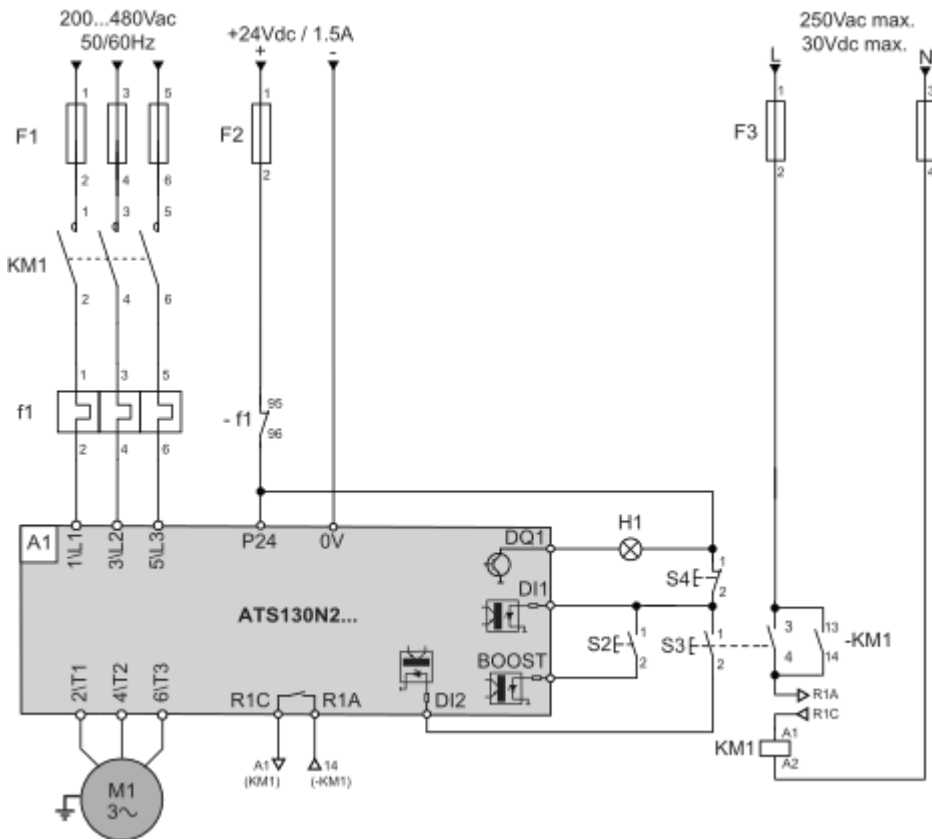 200...480Vac
50/60Hz
+24Vdc / 1.5A
+ -
250Vac max.
30Vdc max.
L N
1 3 5 1 1 3
F1 F2 F3
2 4 6 2 2 4
1 3 5
KM1
2 4 6
1 3 5
f1
2 4 6
- f1
95
96
A1
1\L1 3\L2 5\L3
P24 0V
DQ1
H1
S4
1
2
DI1
ATS130N2...
S2
1
2
S3
1
2
3
4
13
14
-KM1
BOOST
2\T1 4\T2 6\T3
R1C R1A
DI2
R1A
R1C
KM1
A1
A2
A1
(KM1)
14
(-KM1)
M1
3~